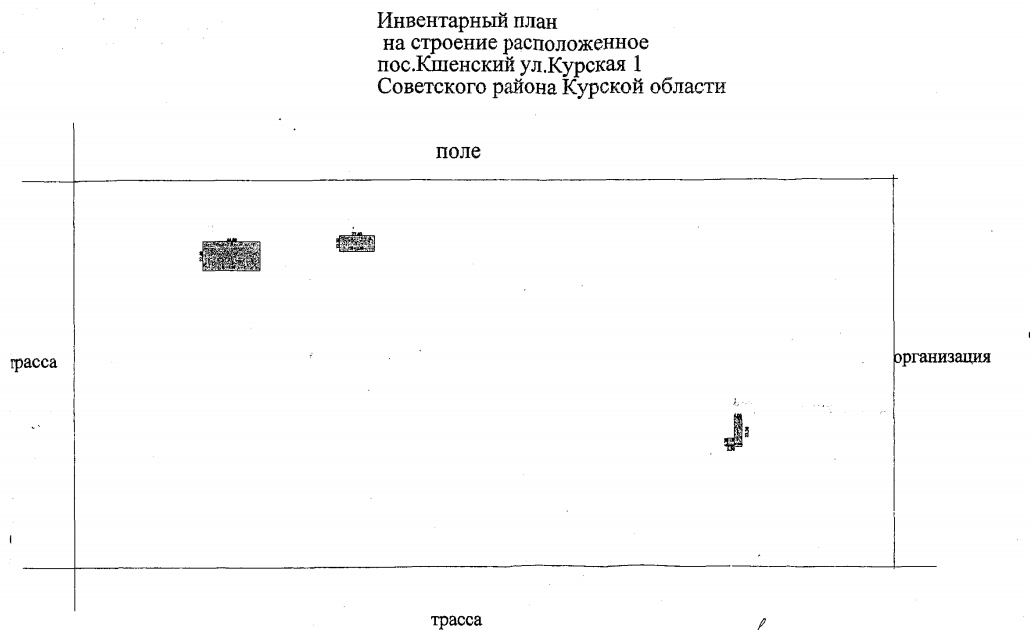 Инвентарный план
на строение расположенное
пос.Кшенский ул.Курская 1
Советского района Курской области
поле
трасса
организация
трасса